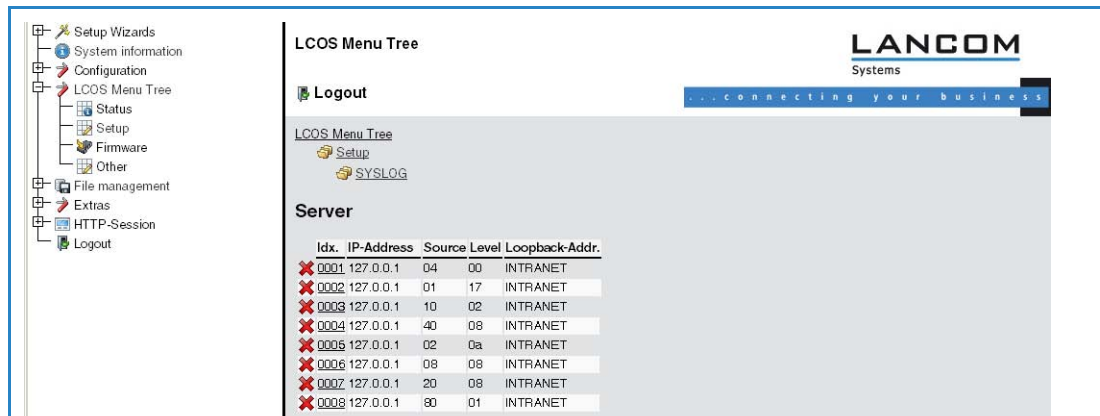 Setup Wizards
System information
Configuration
LCOS Menu Tree
Status
Setup
Firmware
Other
File management
Extras
HTTP-Session
Logout
LCOS Menu Tree
LANCOM
Systems
Logout
...connecting your business
LCOS Menu Tree
Setup
SYSLOG
Server
Idx. IP-Address Source Level Loopback-Addr.
0001 127.0.0.1 04 00 INTRANET
0002 127.0.0.1 01 17 INTRANET
0003 127.0.0.1 10 02 INTRANET
0004 127.0.0.1 40 08 INTRANET
0005 127.0.0.1 02 0a INTRANET
0006 127.0.0.1 08 08 INTRANET
0007 127.0.0.1 20 08 INTRANET
0008 127.0.0.1 80 01 INTRANET